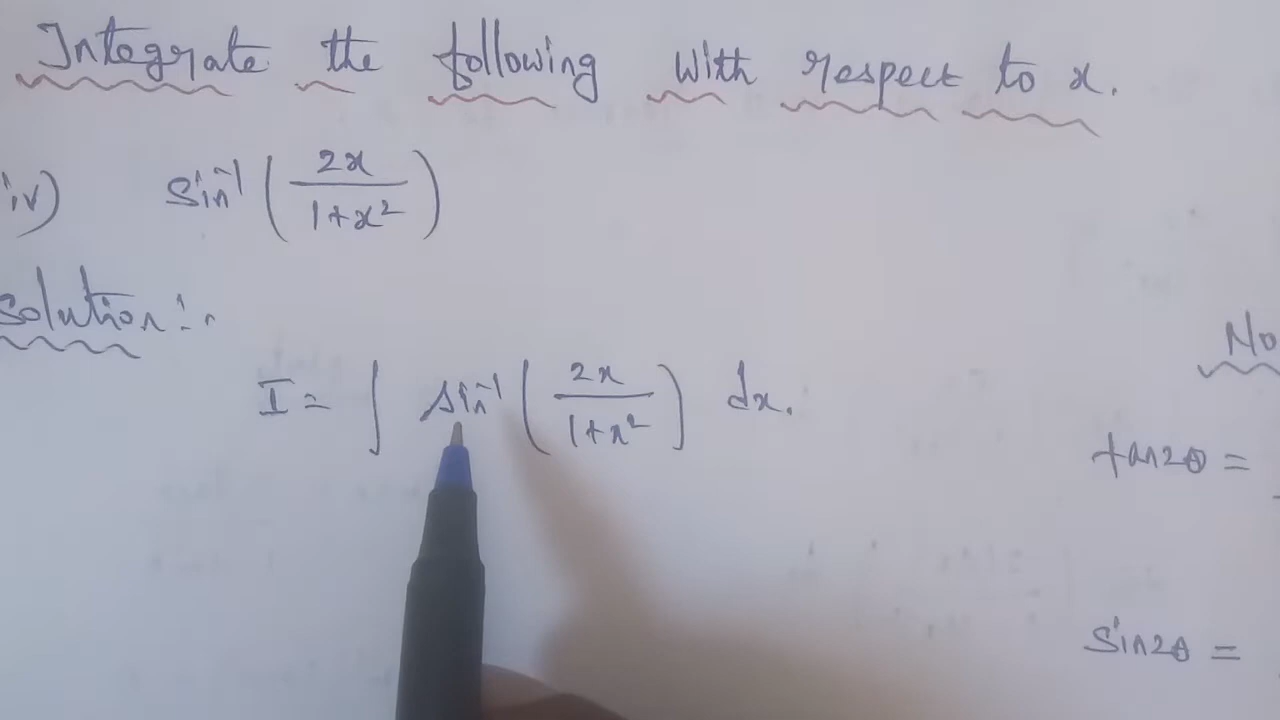 Integrate the following with respect to x.
iv) Sin⁻¹(2x/1+x²)
Solution:-
I = ∫ sin⁻¹(2x/1+x²) dx.
No
tan2θ =
Sin2θ =